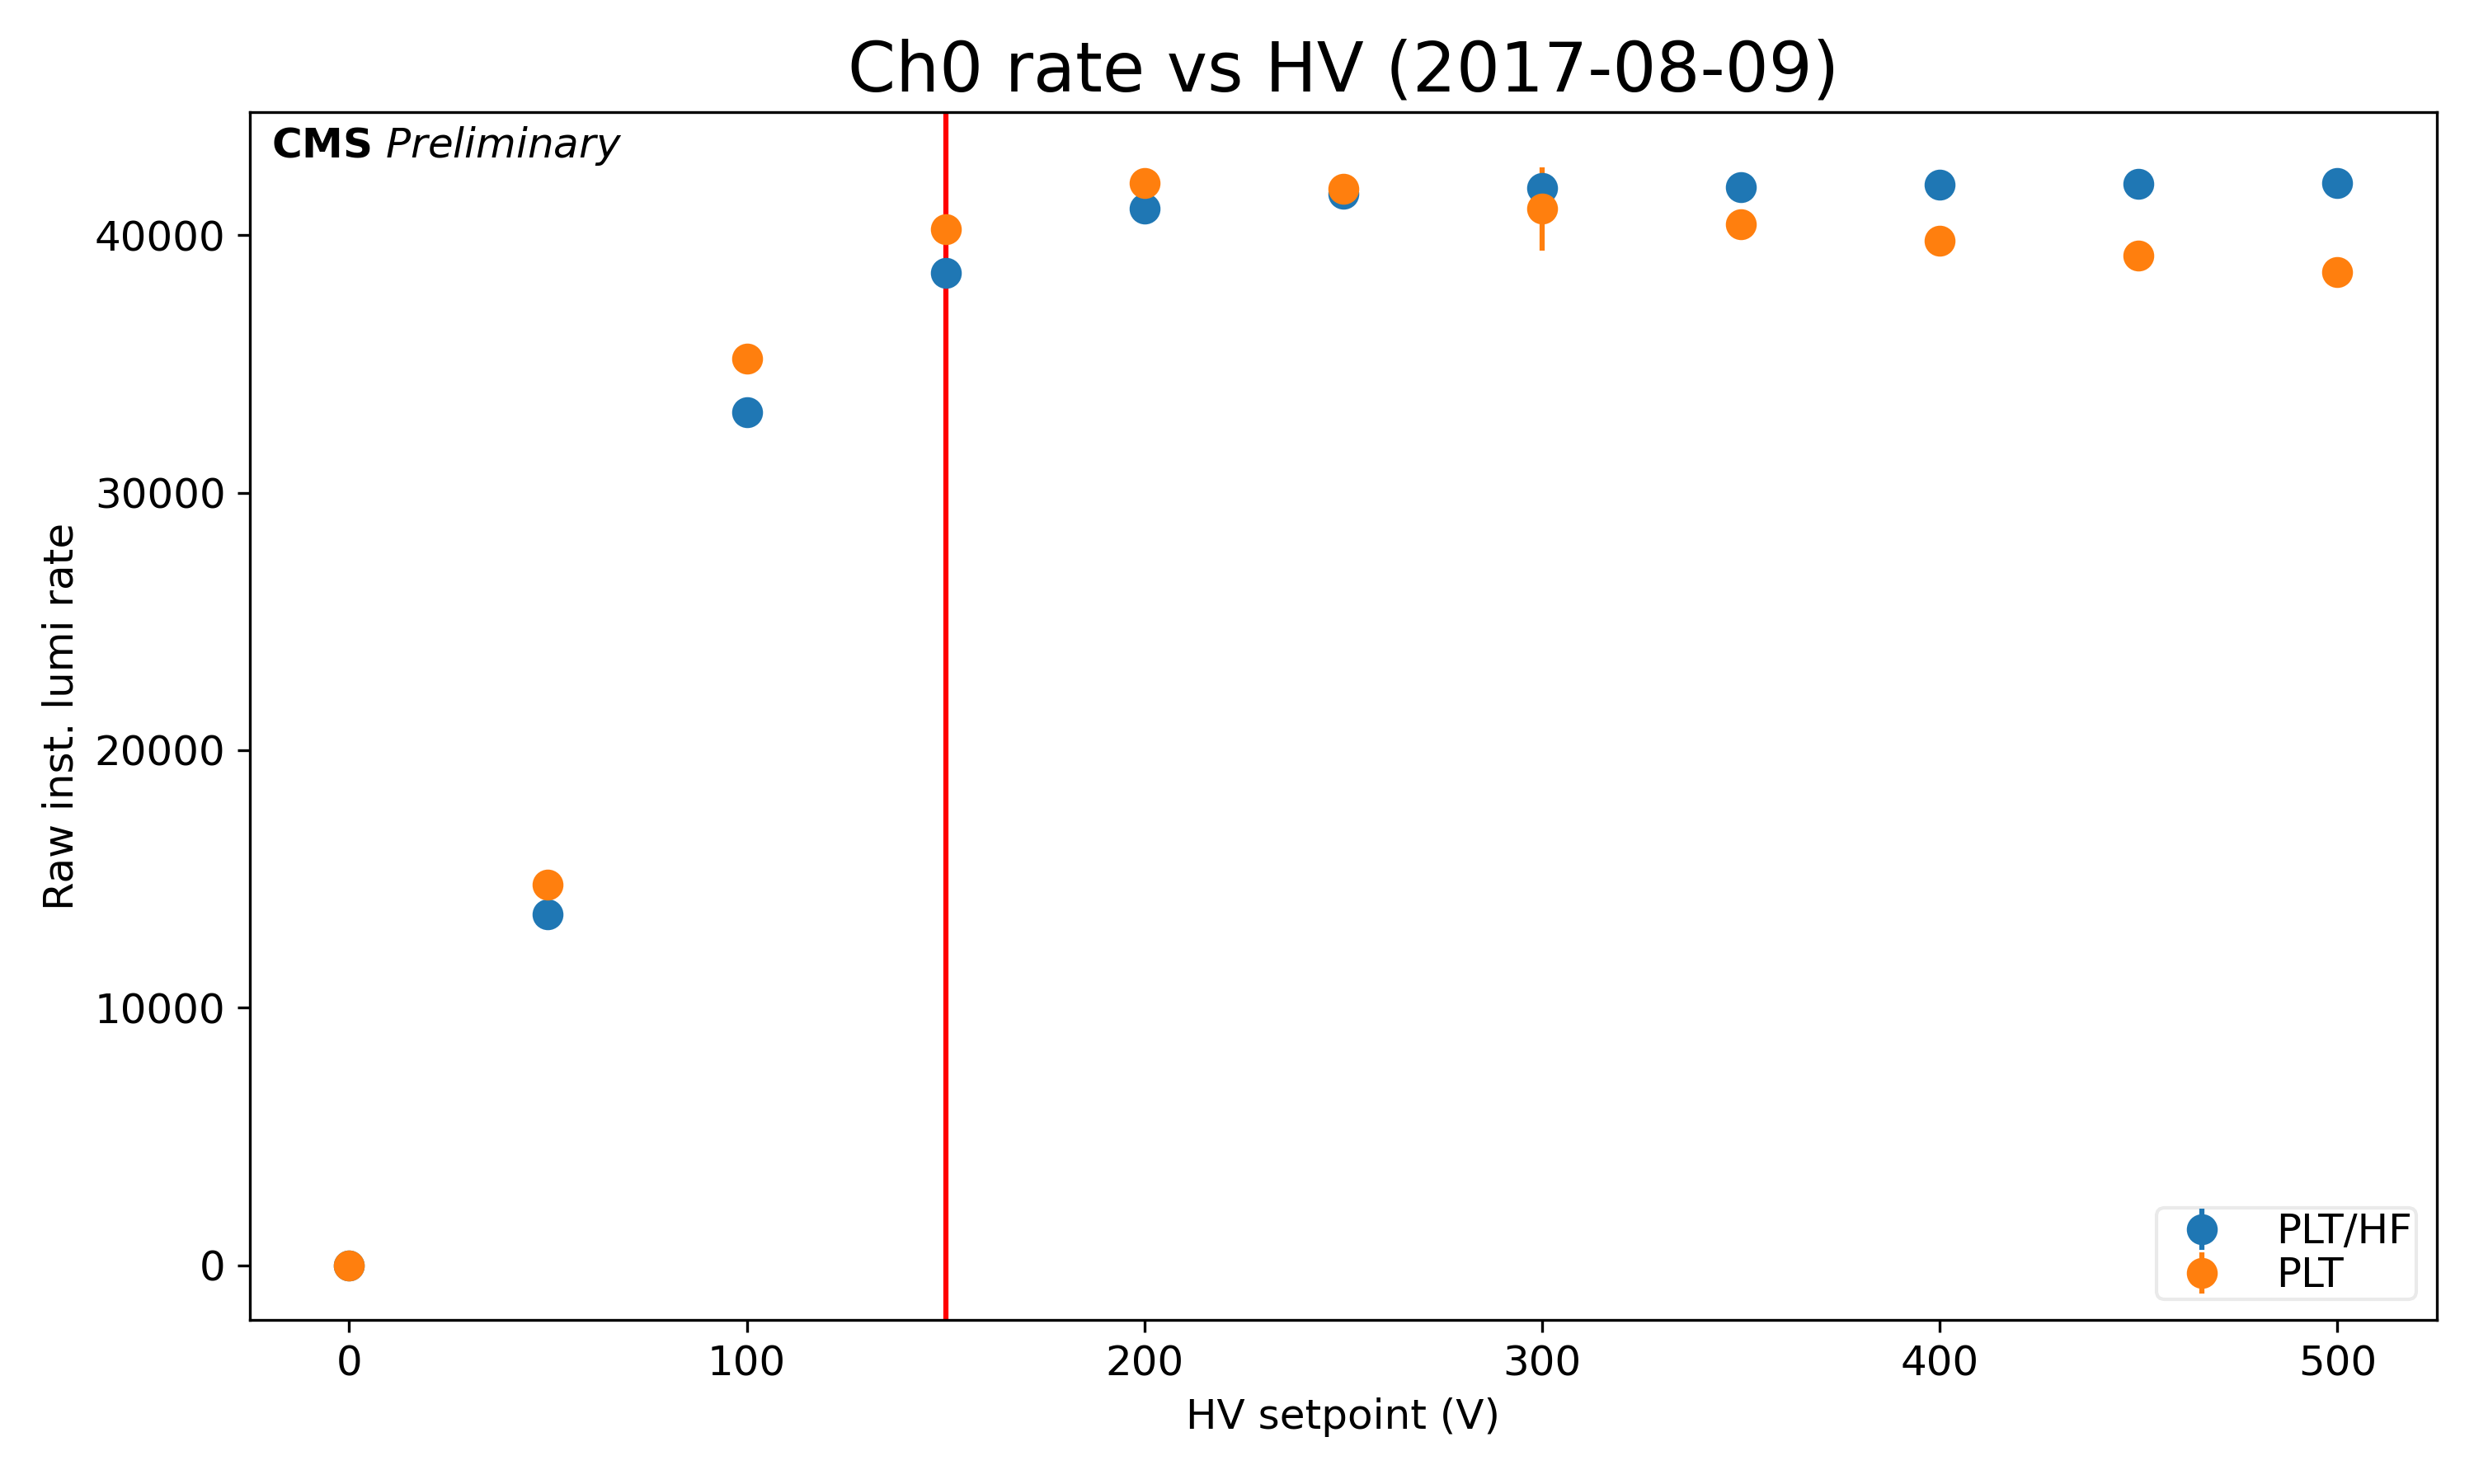 Ch0 rate vs HV (2017-08-09)
CMS Preliminary
40000
30000
20000
10000
0
Raw inst. lumi rate
PLT/HF
PLT
0 100 200 300 400 500
HV setpoint (V)